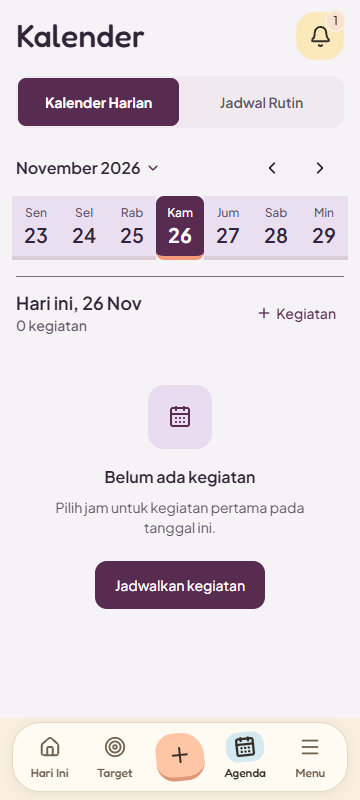 Kalender
1
Kalender Harian
Jadwal Rutin
November 2026
Sen Sel Rab Kam Jum Sab Min
23 24 25 26 27 28 29
Hari ini, 26 Nov
0 kegiatan
+ Kegiatan
Belum ada kegiatan
Pilih jam untuk kegiatan pertama pada
tanggal ini.
Jadwalkan kegiatan
Hari Ini Target Agenda Menu